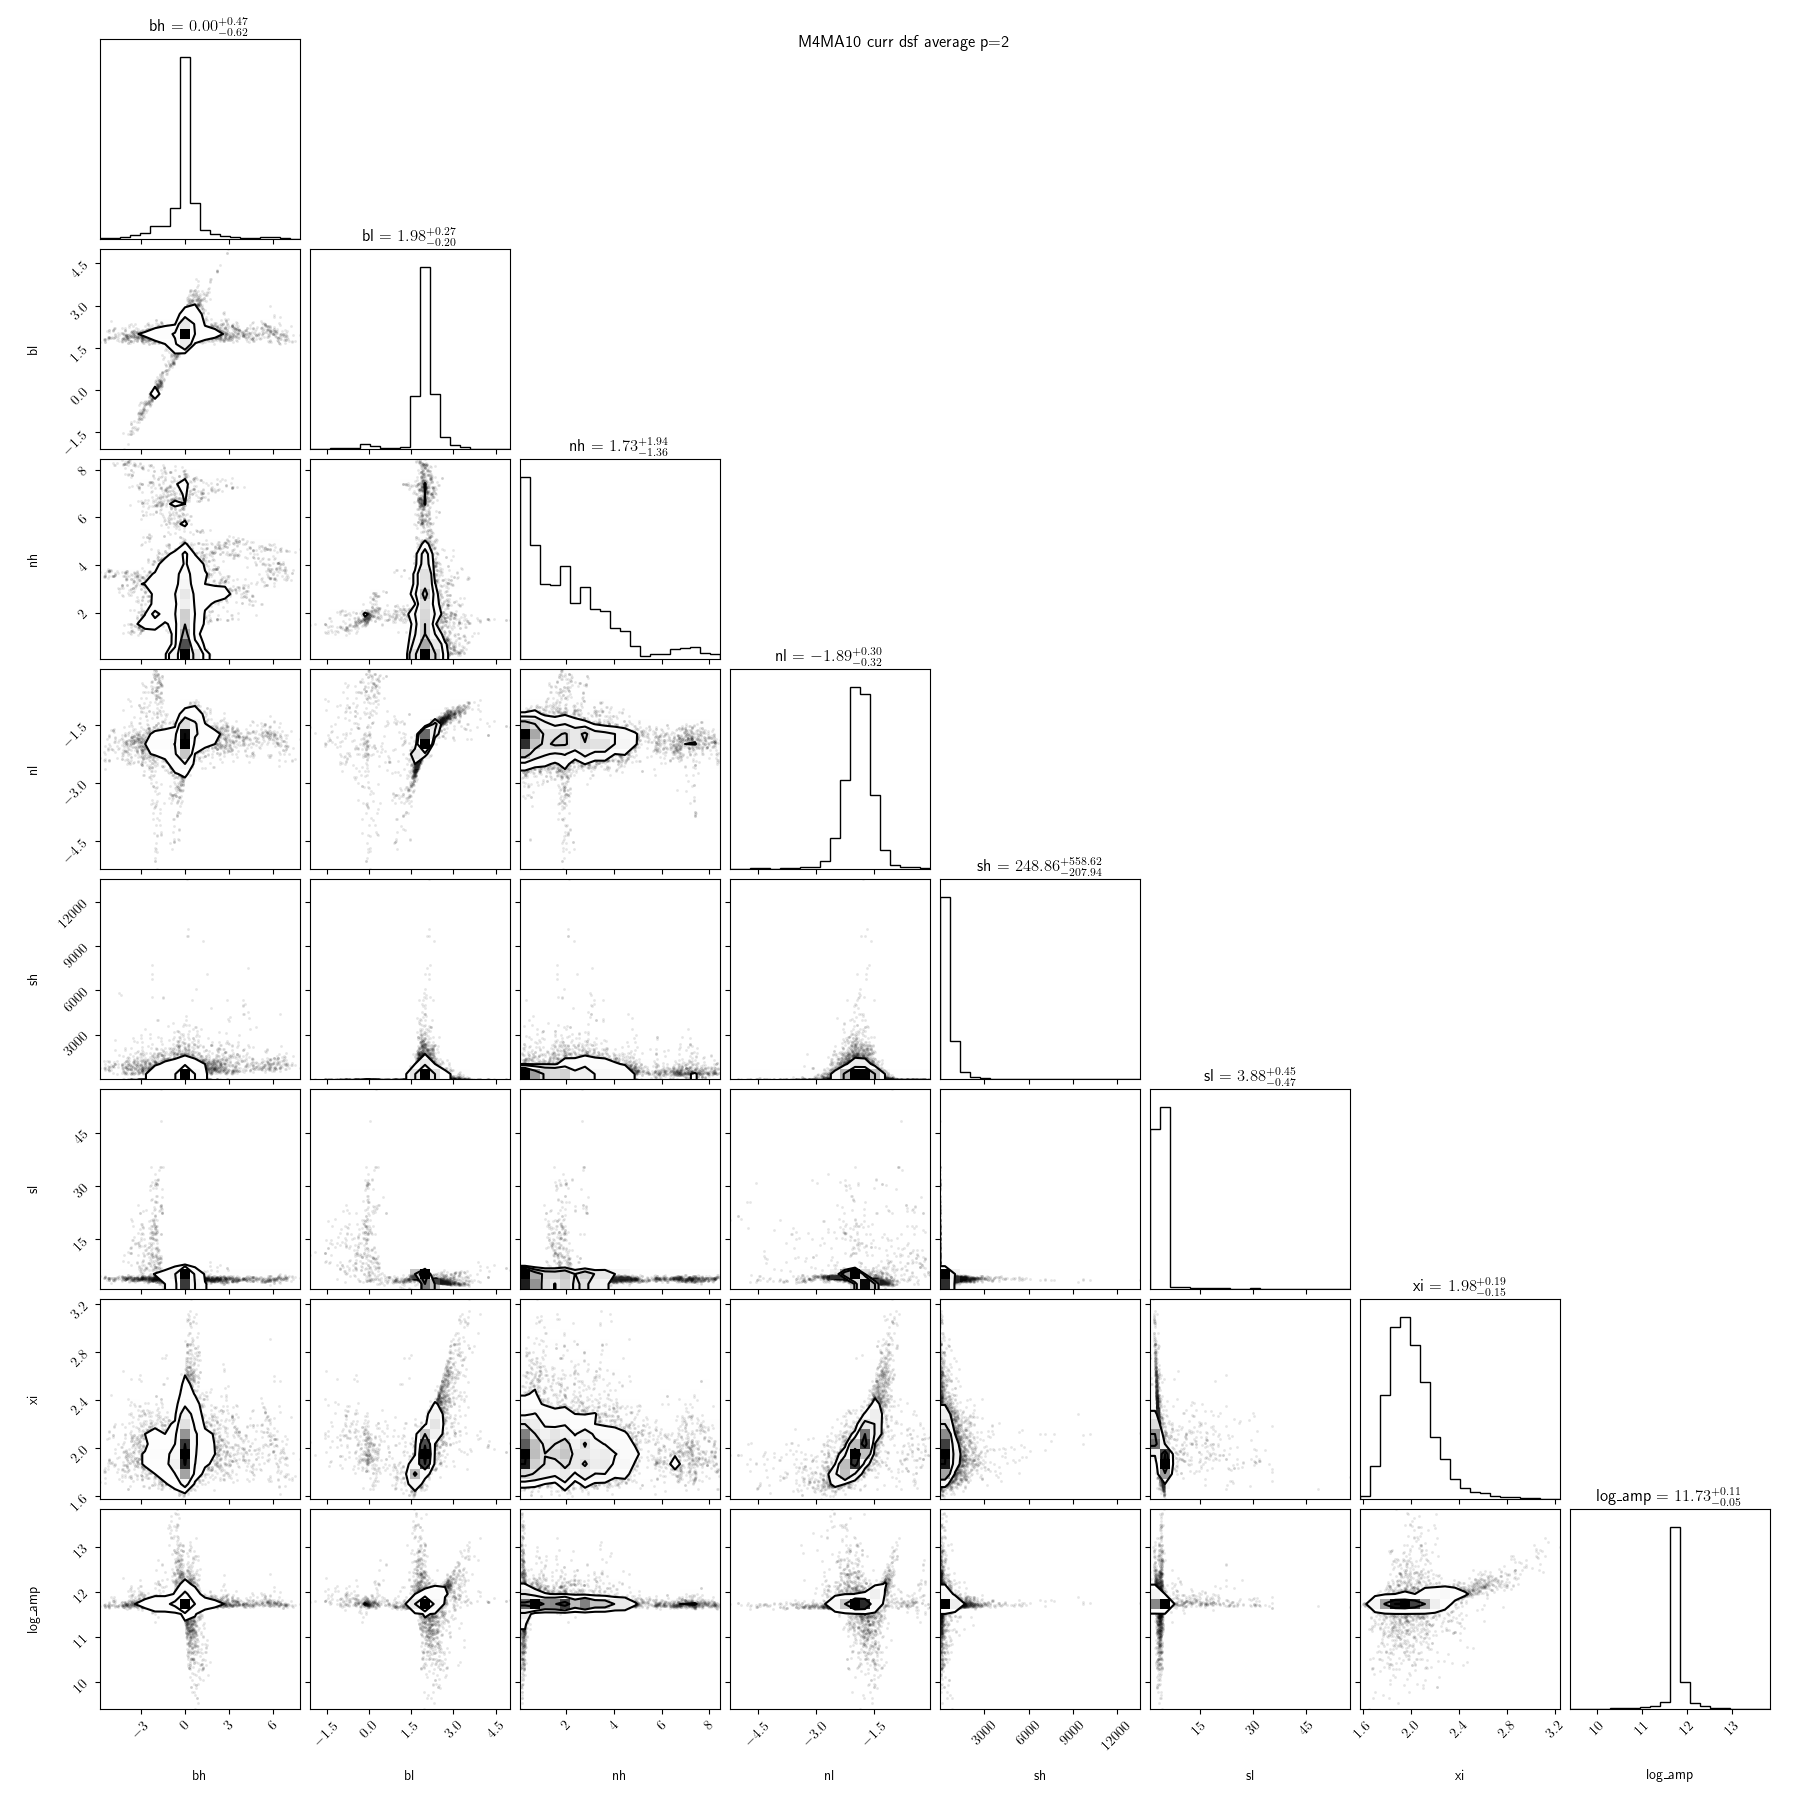 bh = 0.00^{+0.47}_{-0.62}
M4MA10 curr dsf average p=2
bl = 1.98^{+0.27}_{-0.20}
4.5
3.0
1.5
0.0
−1.5
bl
nh = 1.73^{+1.94}_{-1.36}
8
6
4
2
nh
nl = −1.89^{+0.30}_{-0.32}
−1.5
−3.0
−4.5
nl
sh = 248.86^{+558.62}_{-207.94}
12000
9000
6000
3000
sh
sl = 3.88^{+0.45}_{-0.47}
45
30
15
sl
xi = 1.98^{+0.19}_{-0.15}
3.2
2.8
2.4
2.0
1.6
xi
log_amp = 11.73^{+0.11}_{-0.05}
13
12
11
10
log_amp
−3 0 3 6 −1.5 0.0 1.5 3.0 4.5 2 4 6 8 −4.5 −3.0 −1.5 3000 6000 9000 12000 15 30 45 1.6 2.0 2.4 2.8 3.2 10 11 12 13
bh bl nh nl sh sl xi log_amp